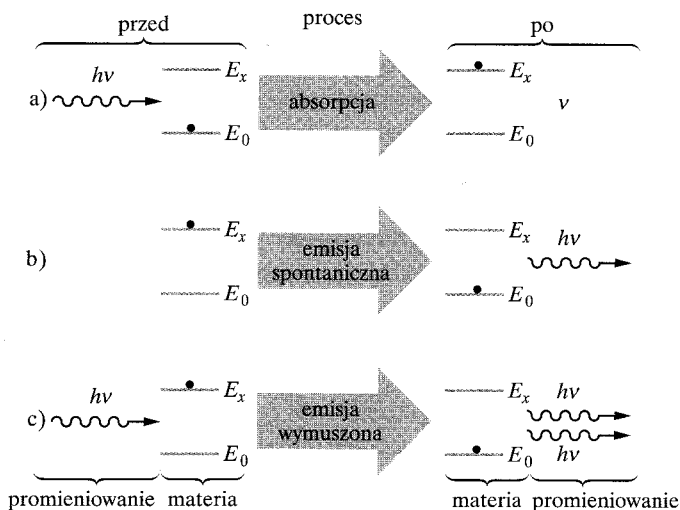 przed proces po
hν
a) E_x absorpcja E_x
E_0 ν
E_0
b) E_x emisja spontaniczna E_x
hν
E_0 E_0
hν
c) E_x emisja wymuszona E_x
hν
E_0 E_0
hν
promieniowanie materia materia promieniowanie